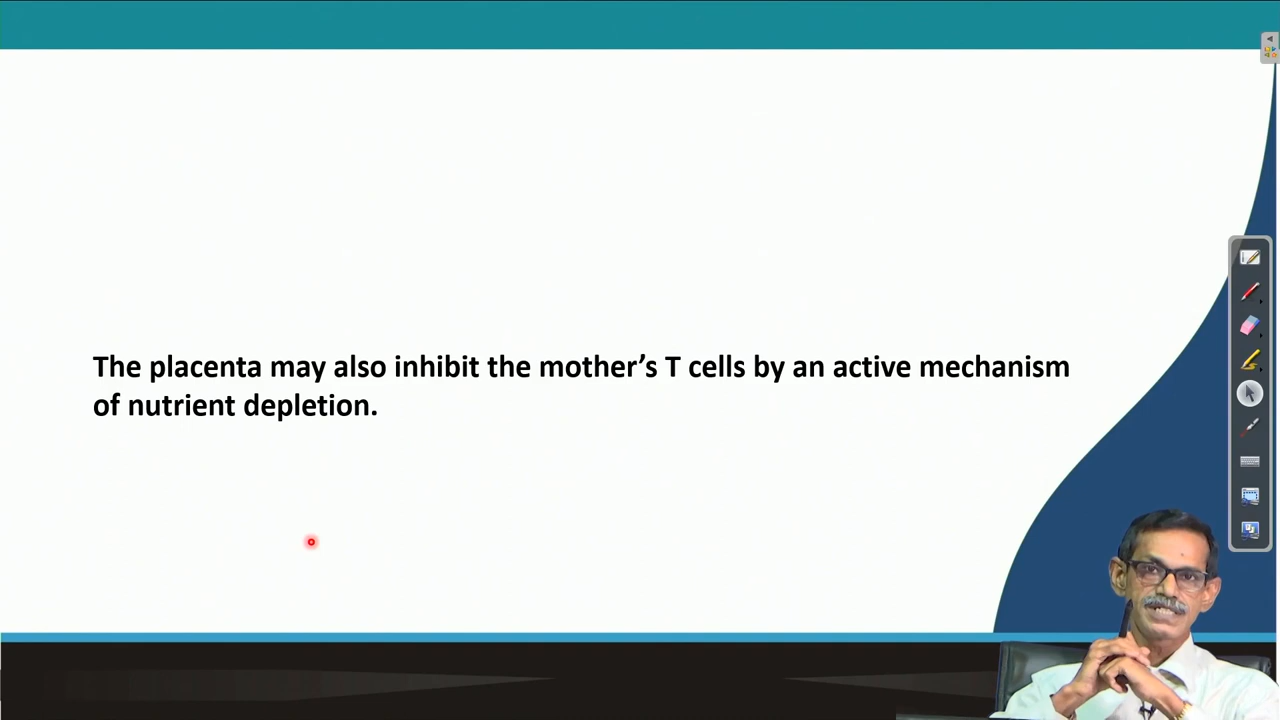 The placenta may also inhibit the mother’s T cells by an active mechanism
of nutrient depletion.